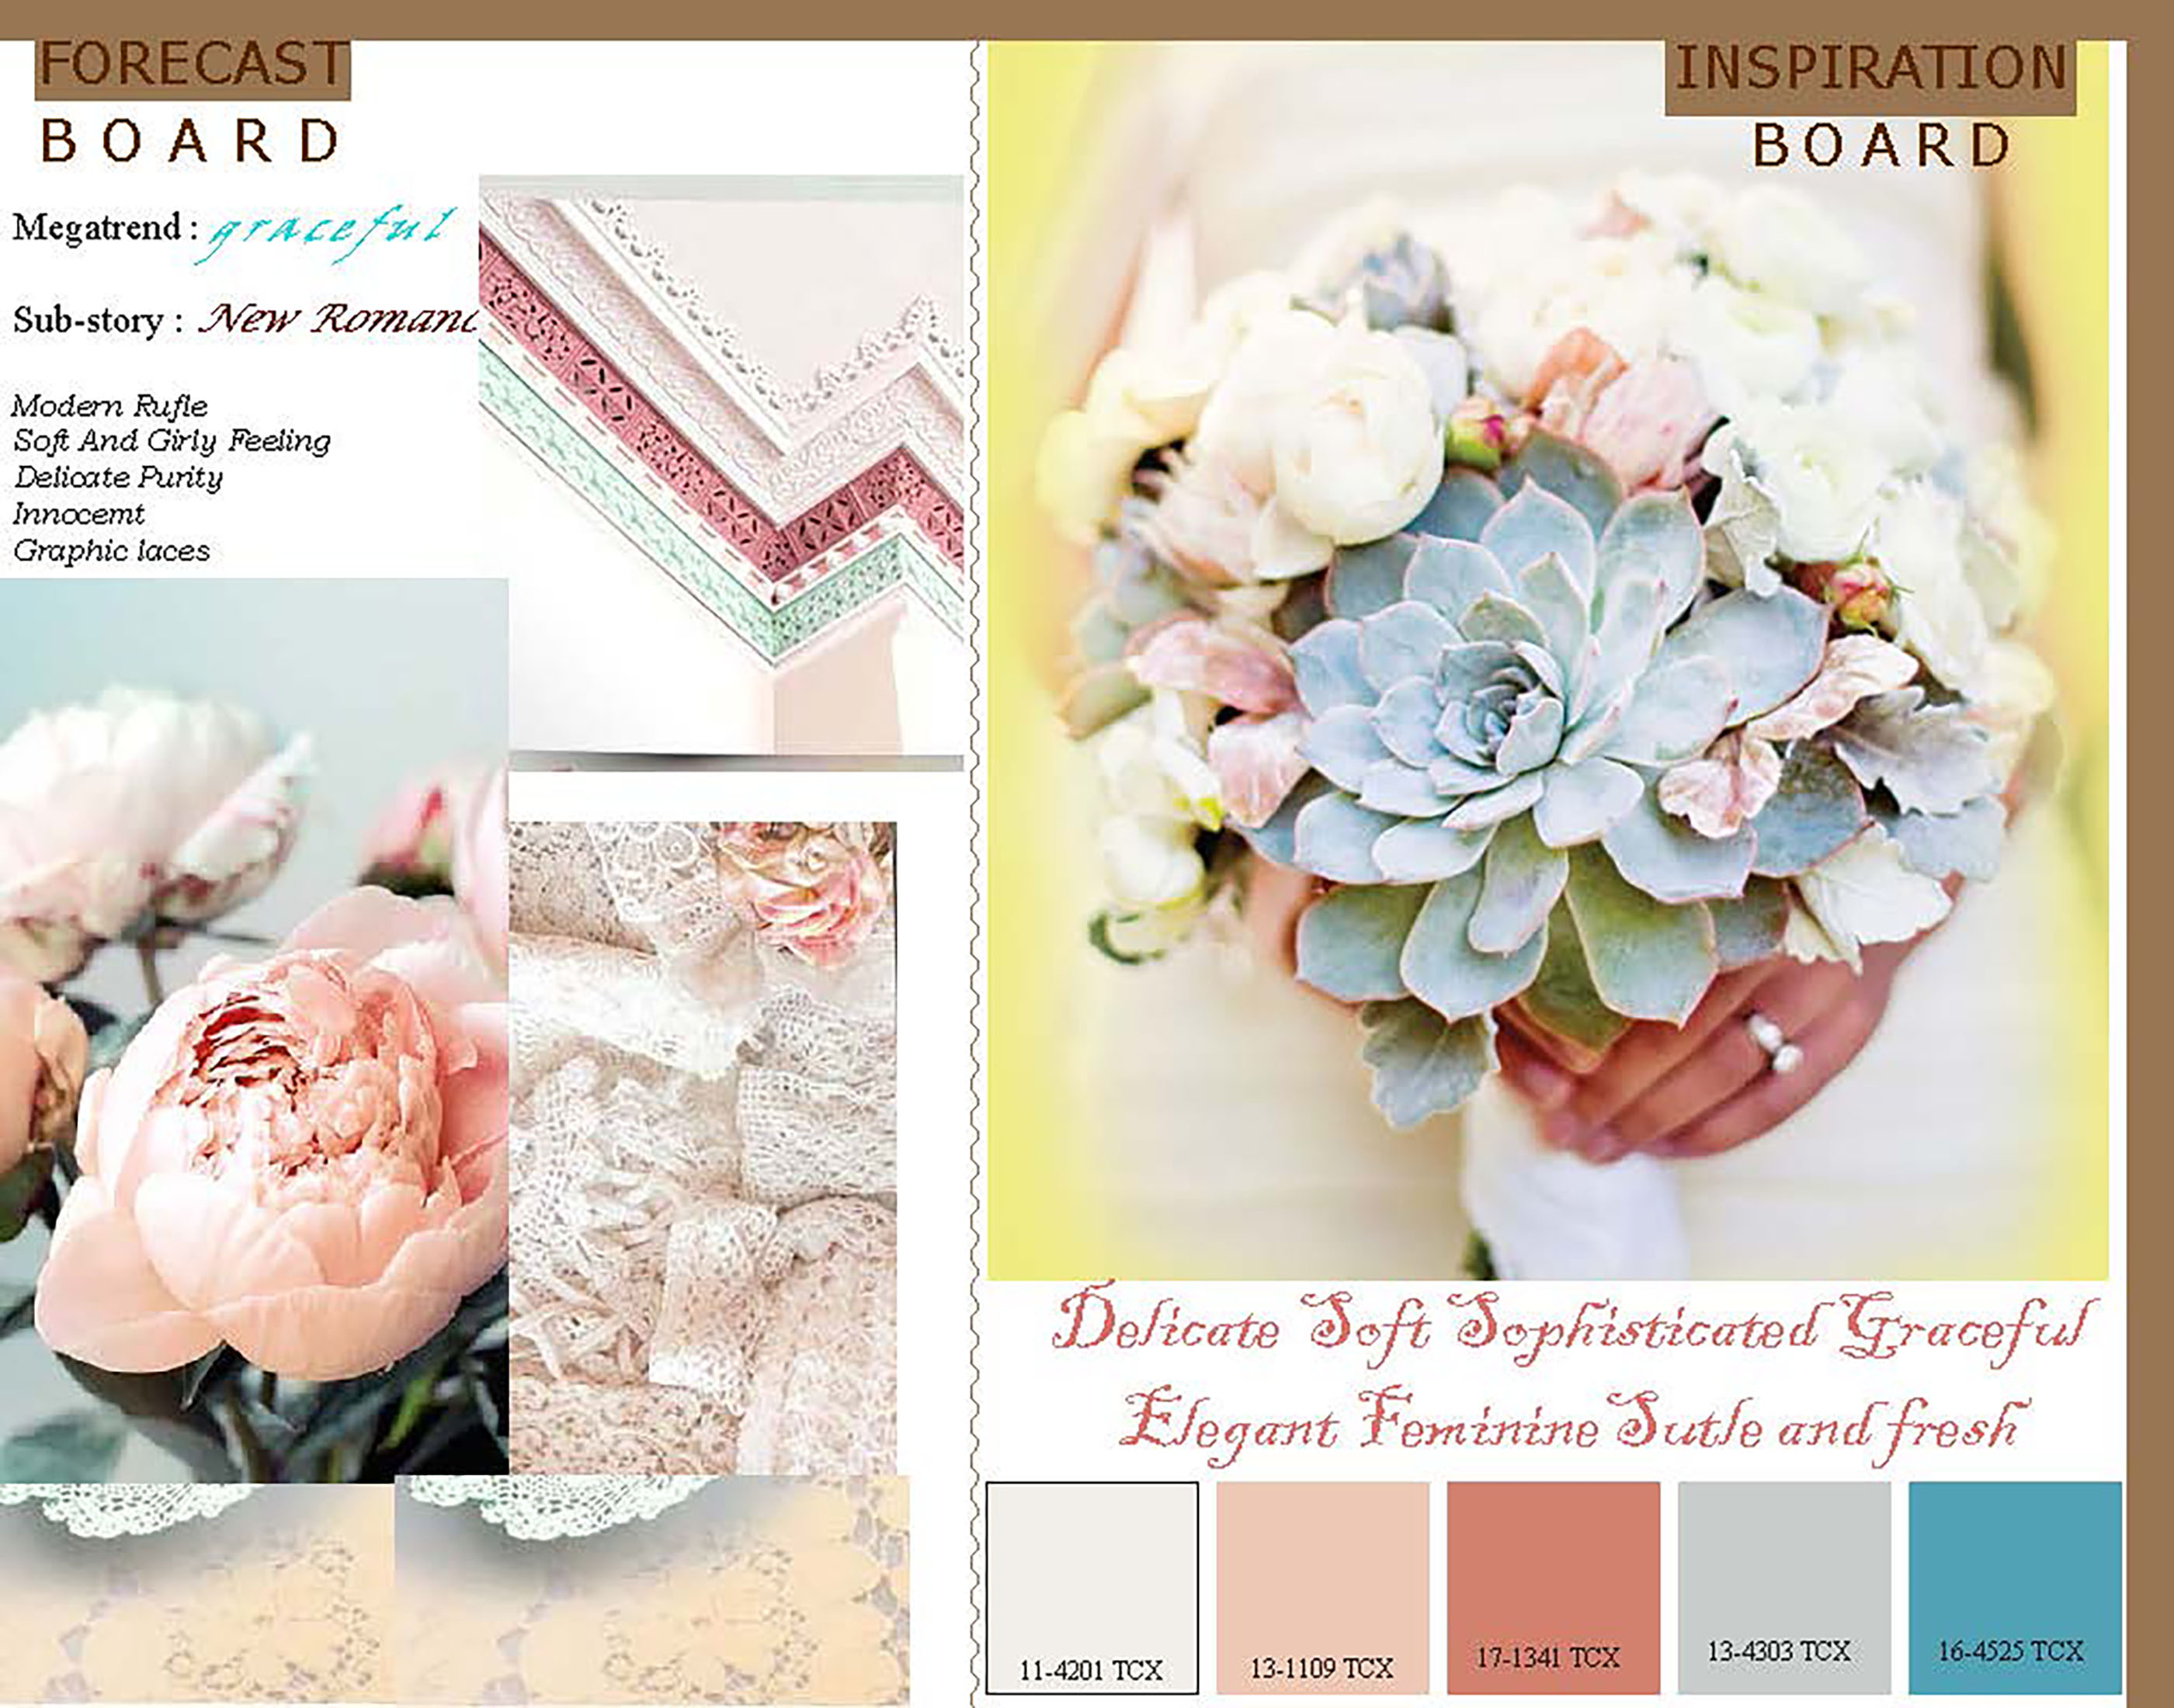 FORECAST
BOARD
Megatrend : graceful
Sub-story : New Romanc
Modern Rufle
Soft And Girly Feeling
Delicate Purity
Innocemt
Graphic laces
INSPIRATION
BOARD
Delicate Soft Sophisticated Graceful
Elegant Feminine Sutle and fresh
11-4201 TCX
13-1109 TCX
17-1341 TCX
13-4303 TCX
16-4525 TCX